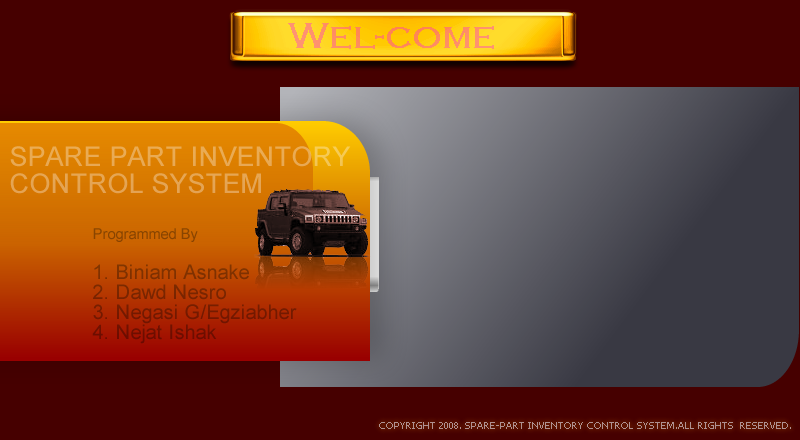 WEL-COME
SPARE PART INVENTORY
CONTROL SYSTEM
Programmed By
1. Biniam Asnake
2. Dawd Nesro
3. Negasi G/Egziabher
4. Nejat Ishak
COPYRIGHT 2008. SPARE-PART INVENTORY CONTROL SYSTEM.ALL RIGHTS RESERVED.